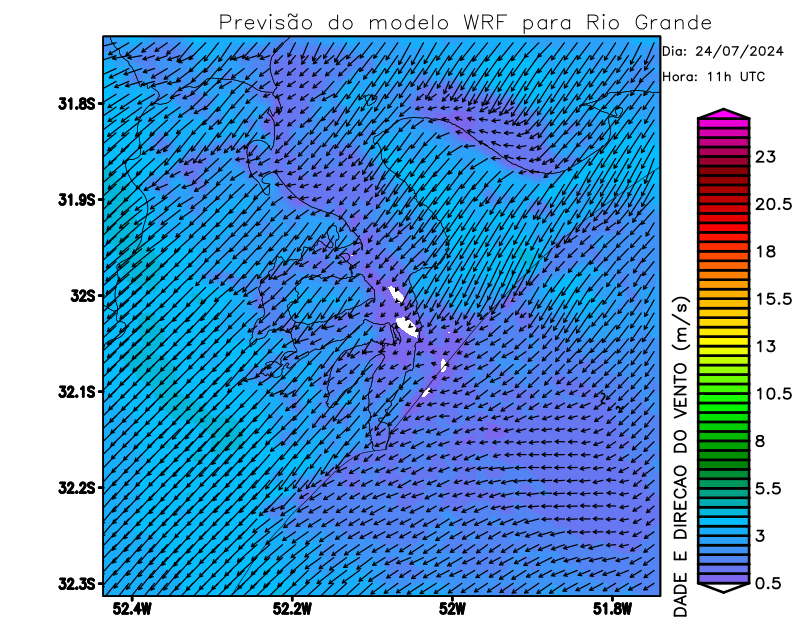 Previsão do modelo WRF para Rio Grande
Dia: 24/07/2024
Hora: 11h UTC
31.8S
31.9S
32S
32.1S
32.2S
32.3S
52.4W
52.2W
52W
51.8W
23
20.5
18
15.5
13
10.5
8
5.5
3
0.5
DADE E DIRECAO DO VENTO (m/s)